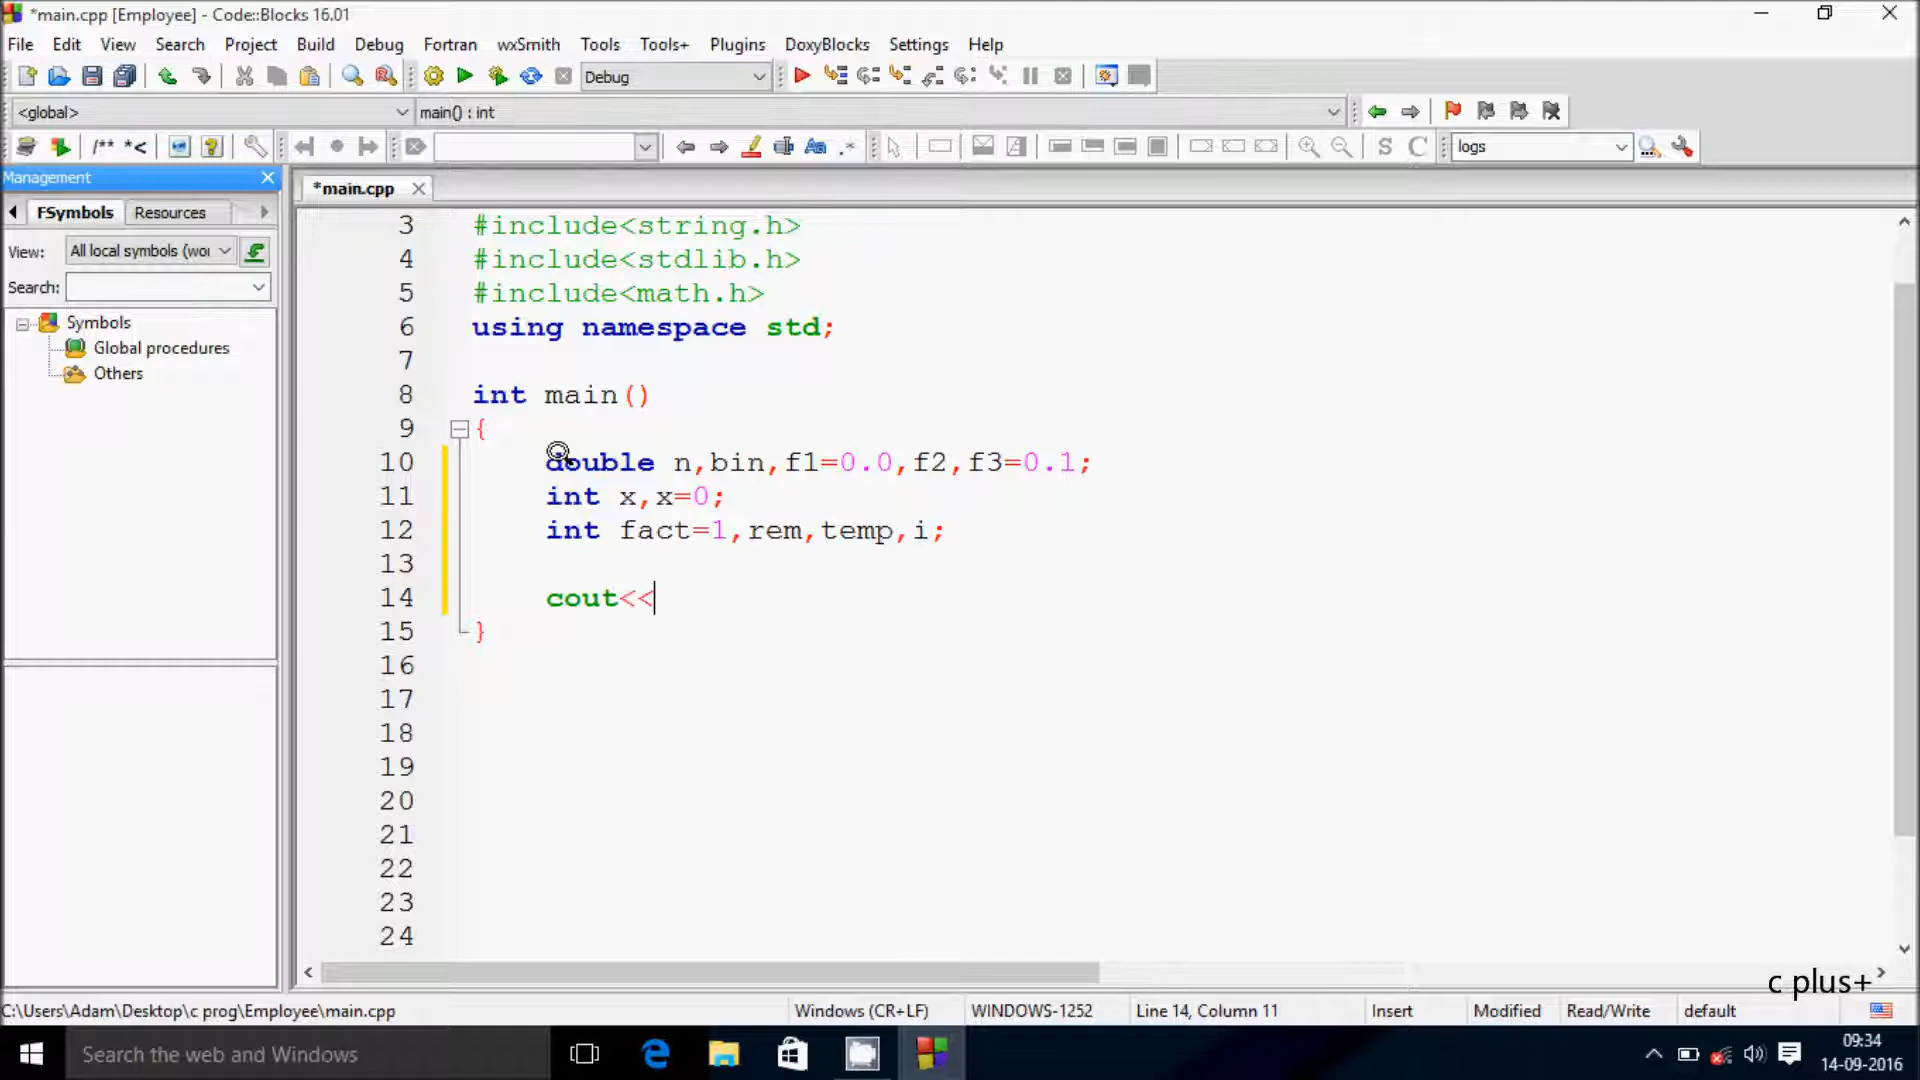 *main.cpp [Employee] - Code::Blocks 16.01
File Edit View Search Project Build Debug Fortran wxSmith Tools Tools+ Plugins DoxyBlocks Settings Help
Debug
<global> main() : int
/** *< Aa .* S C logs
Management
*main.cpp
FSymbols Resources
View: All local symbols (wor
Search:
Symbols
Global procedures
Others
3 #include<string.h>
4 #include<stdlib.h>
5 #include<math.h>
6 using namespace std;
7
8 int main()
9 {
10 double n,bin,f1=0.0,f2,f3=0.1;
11 int x,x=0;
12 int fact=1,rem,temp,i;
13
14 cout<<
15 }
16
17
18
19
20
21
22
23
24
c plus+
C:\Users\Adam\Desktop\c prog\Employee\main.cpp Windows (CR+LF) WINDOWS-1252 Line 14, Column 11 Insert Modified Read/Write default
Search the web and Windows
09:34
14-09-2016